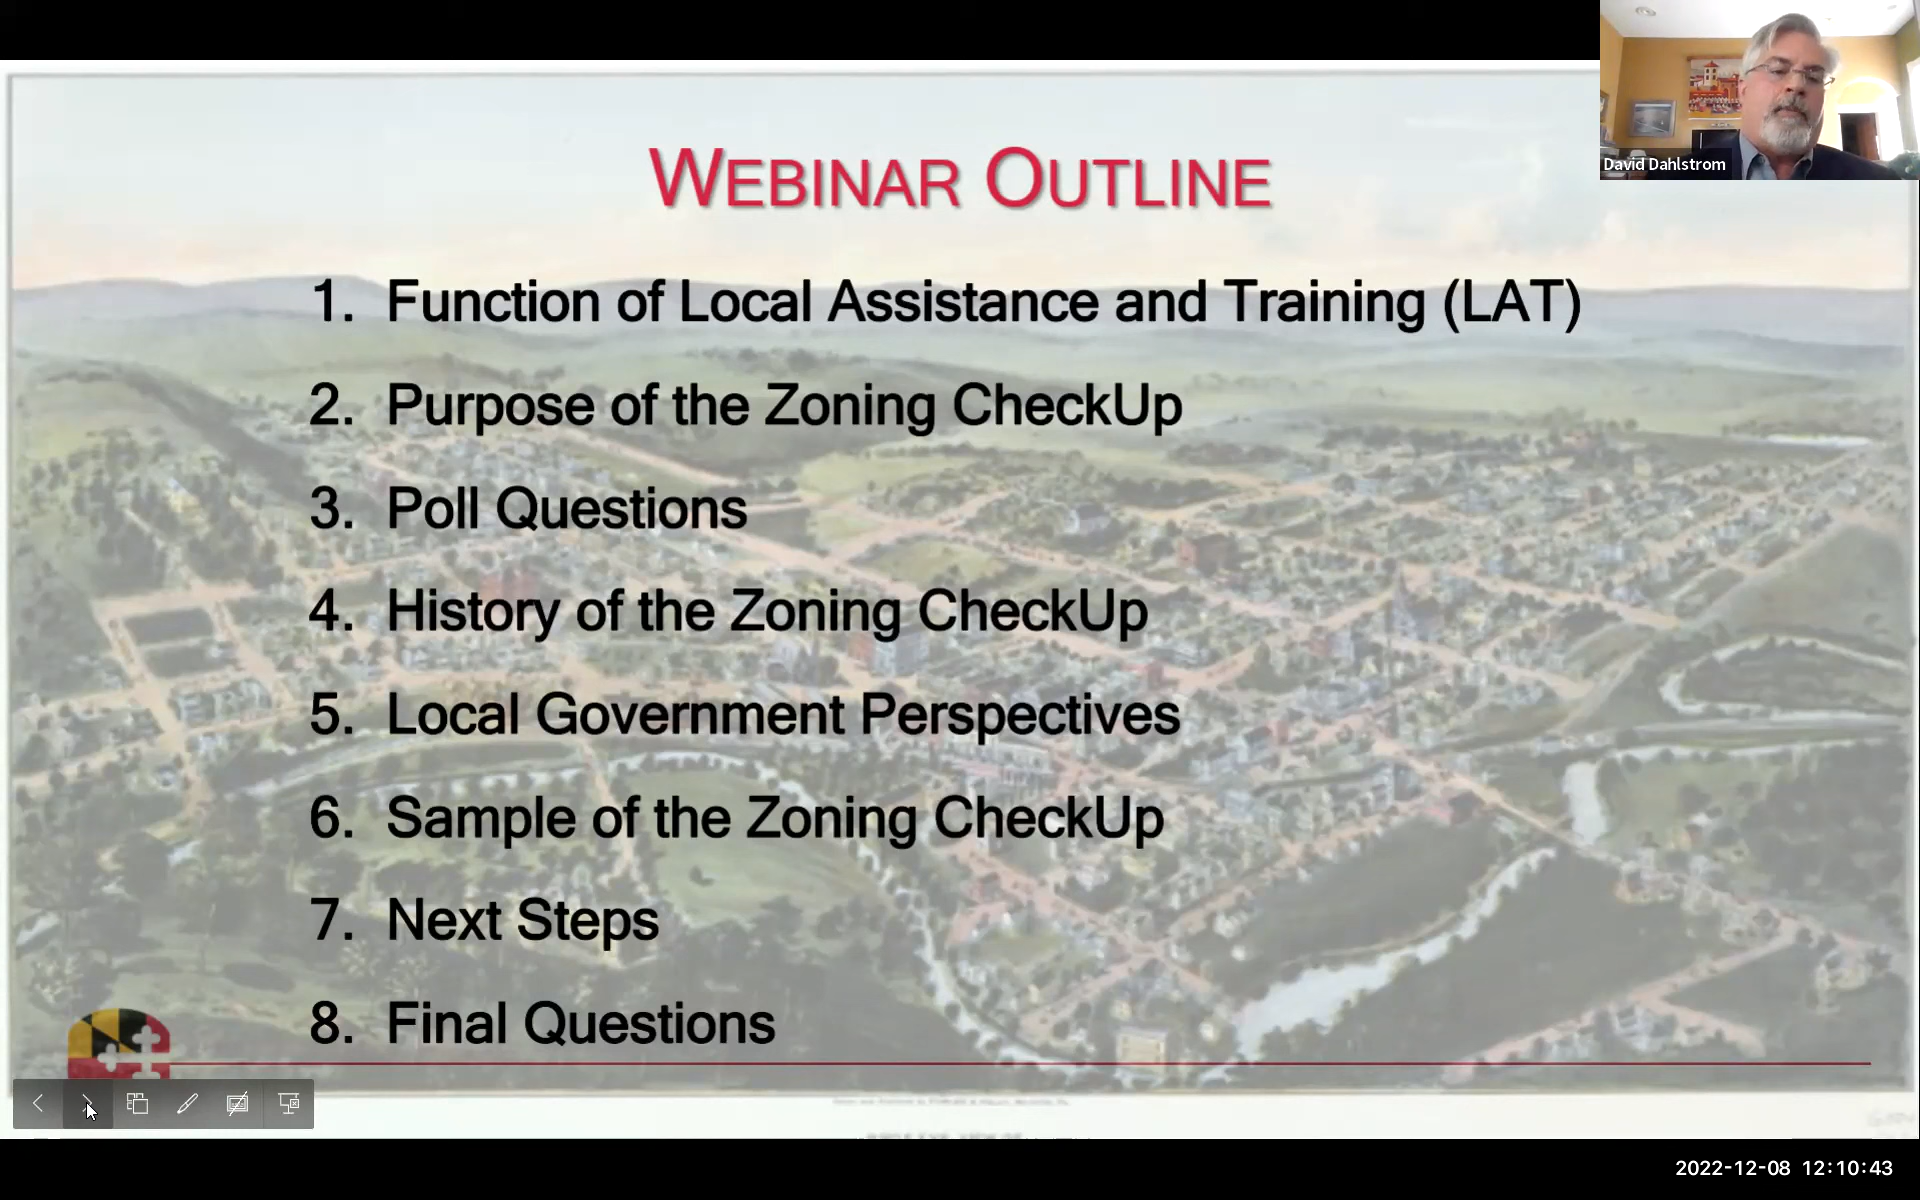 WEBINAR OUTLINE
David Dahlstrom
1. Function of Local Assistance and Training (LAT)
2. Purpose of the Zoning CheckUp
3. Poll Questions
4. History of the Zoning CheckUp
5. Local Government Perspectives
6. Sample of the Zoning CheckUp
7. Next Steps
8. Final Questions
2022-12-08 12:10:43